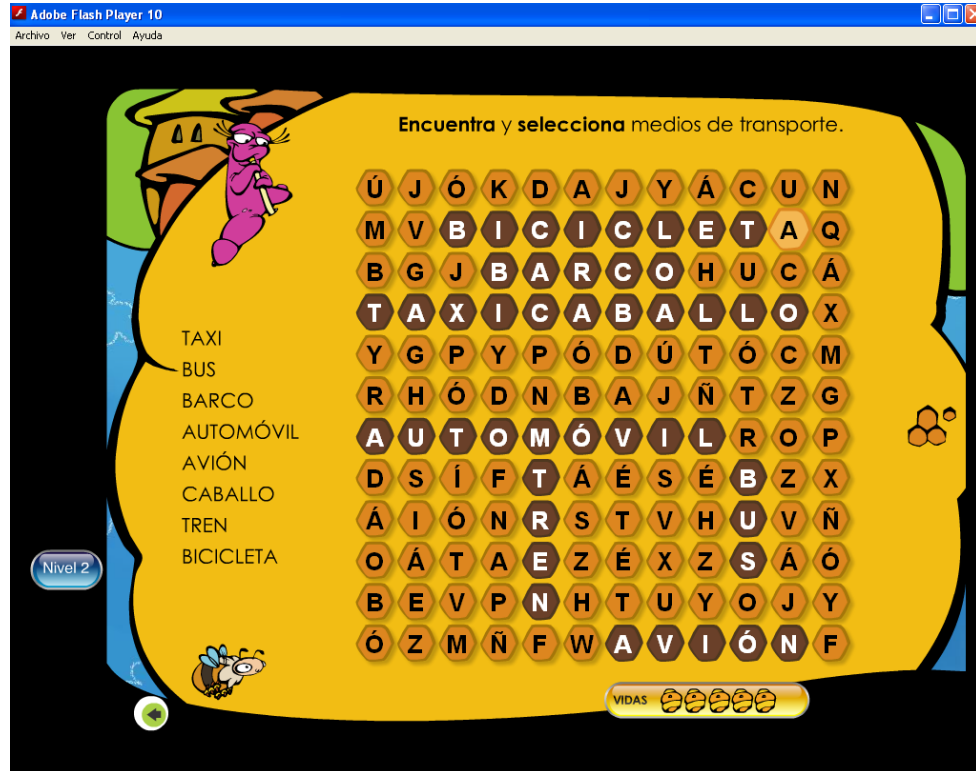 Adobe Flash Player 10
Archivo Ver Control Ayuda
Encuentra y selecciona medios de transporte.
Ú J Ó K D A J Y Á C U N
M V B I C I C L E T A Q
B G J B A R C O H U C Á
T A X I C A B A L L O X
Y G P Y P Ó D Ú T Ó C M
R H Ó D N B A J Ñ T Z G
A U T O M Ó V I L R O P
D S Í F T Á É S É B Z X
Á I Ó N R S T V H U V Ñ
O Á T A E Z É X Z S Á Ó
B E V P N H T U Y O J Y
Ó Z M Ñ F W A V I Ó N F
TAXI
BUS
BARCO
AUTOMÓVIL
AVIÓN
CABALLO
TREN
BICICLETA
Nivel 2
VIDAS